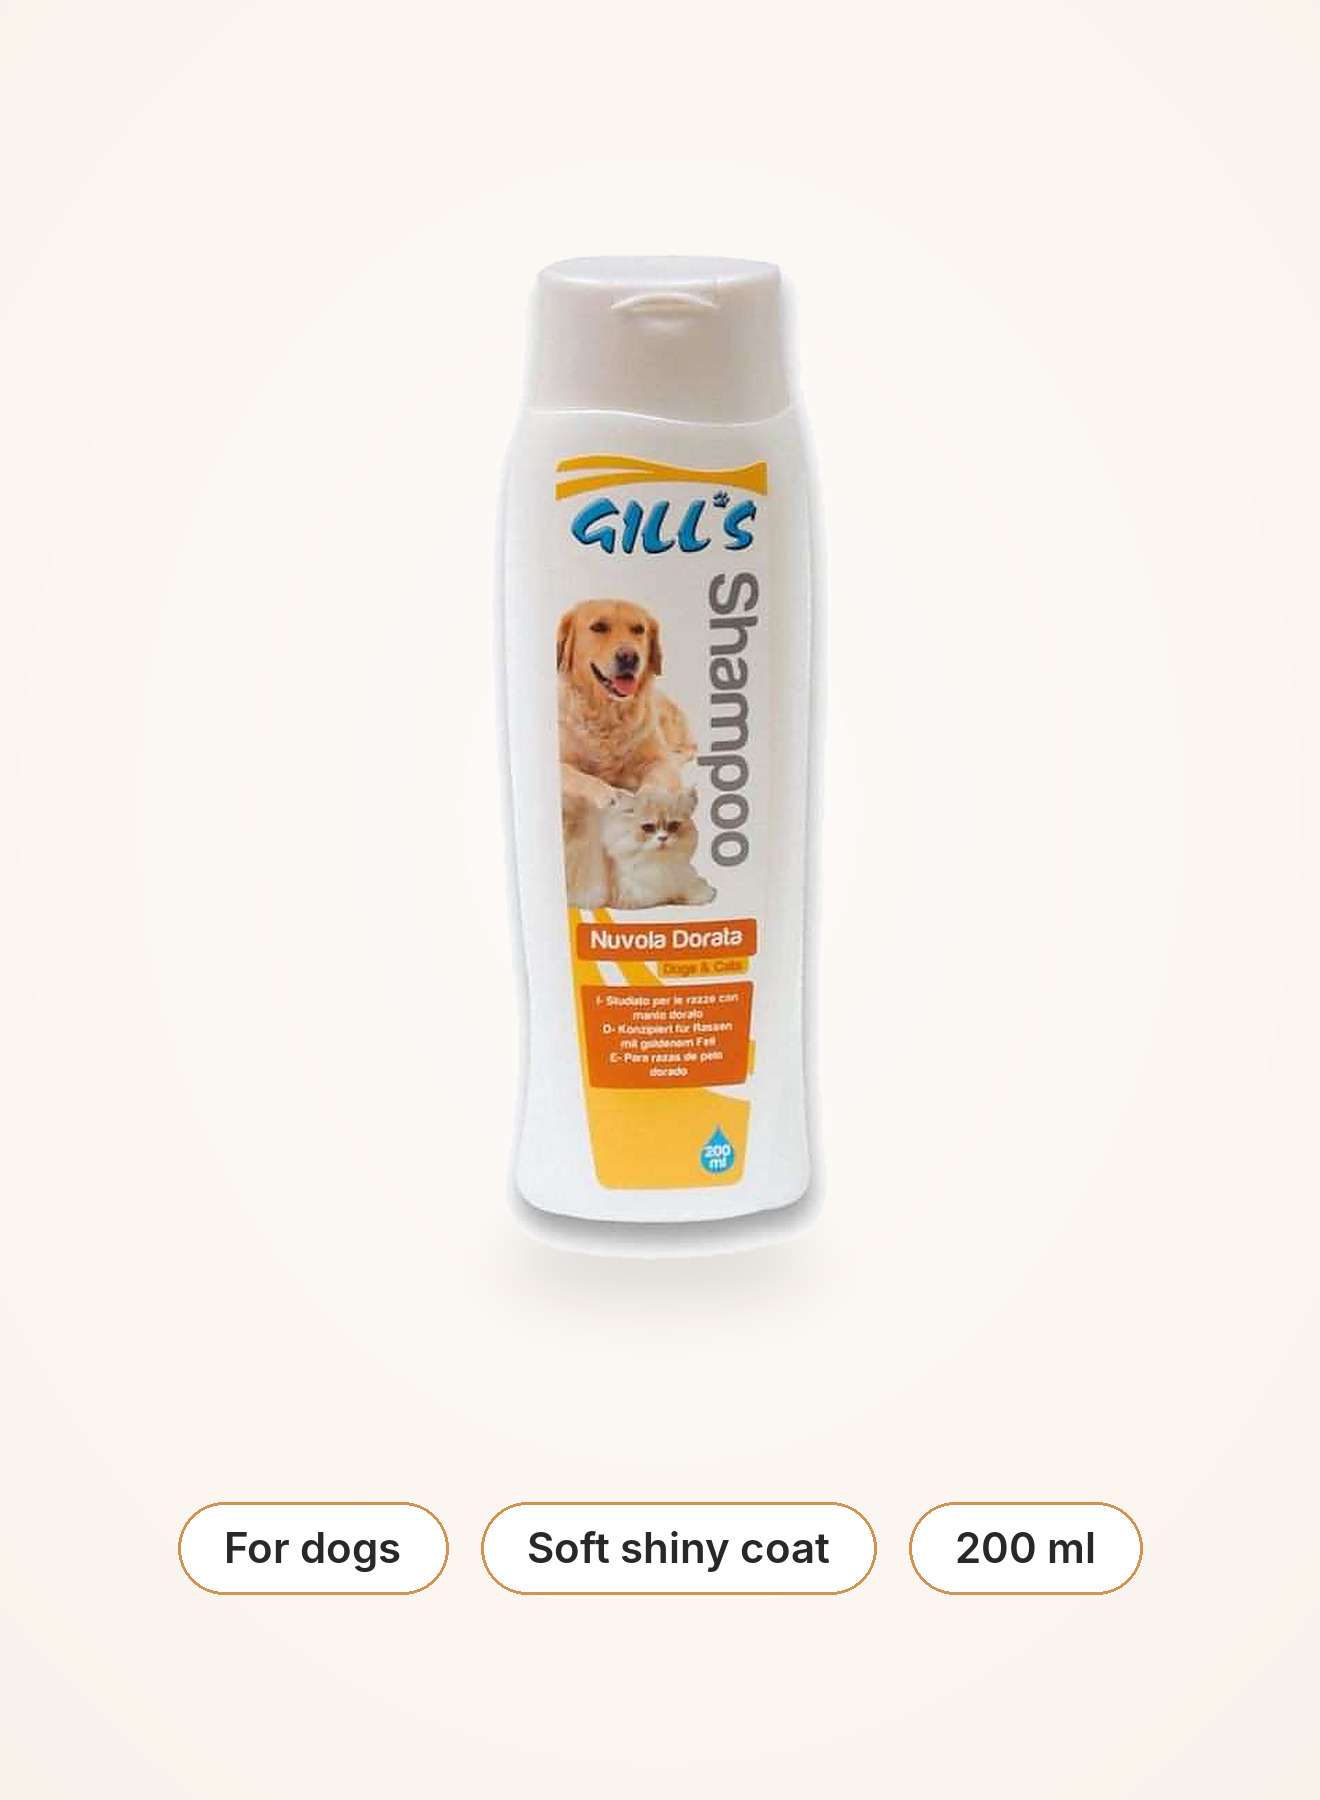 GILL'S
Shampoo
Nuvola Dorata
Dogs & Cats
I- Studiato per le razze con
manto dorato
D- Konzipiert für Rassen
mit goldenem Fell
E- Para razas de pelo
dorado
200
ml
For dogs
Soft shiny coat
200 ml